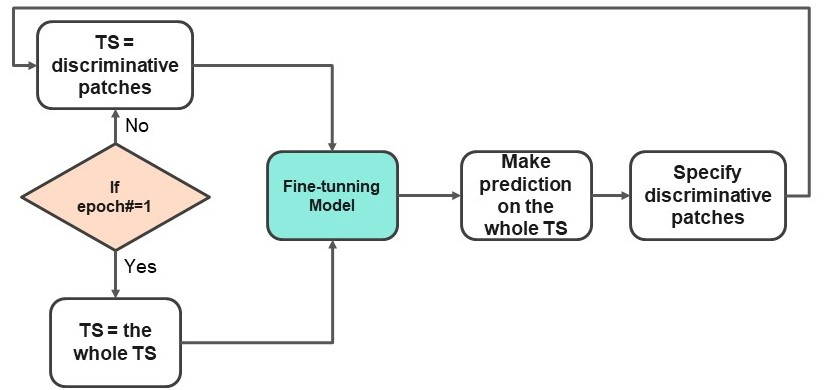 TS =
discriminative
patches
No
If
epoch#=1
Yes
TS = the
whole TS
Fine-tunning
Model
Make
prediction
on the
whole TS
Specify
discriminative
patches